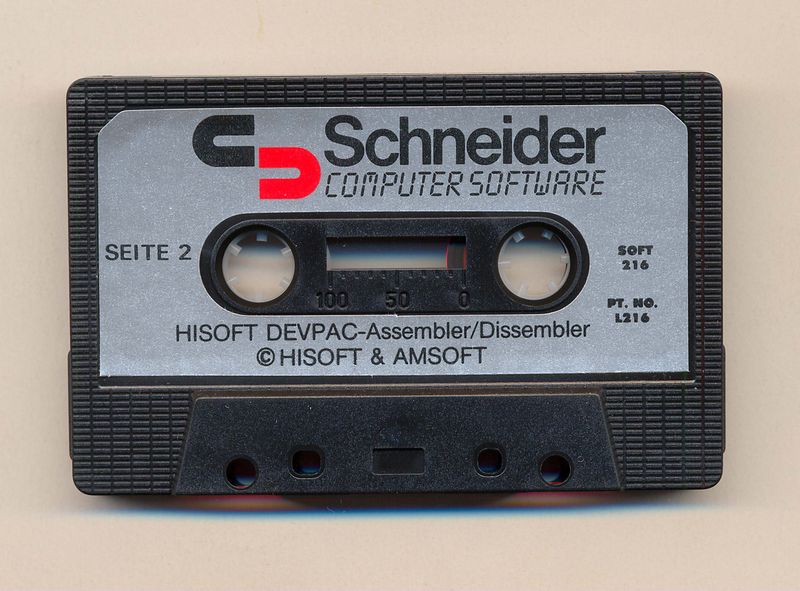 Schneider
COMPUTER SOFTWARE
SEITE 2
SOFT
216
100 50 0
PT. NO.
L216
HISOFT DEVPAC-Assembler/Dissembler
© HISOFT & AMSOFT